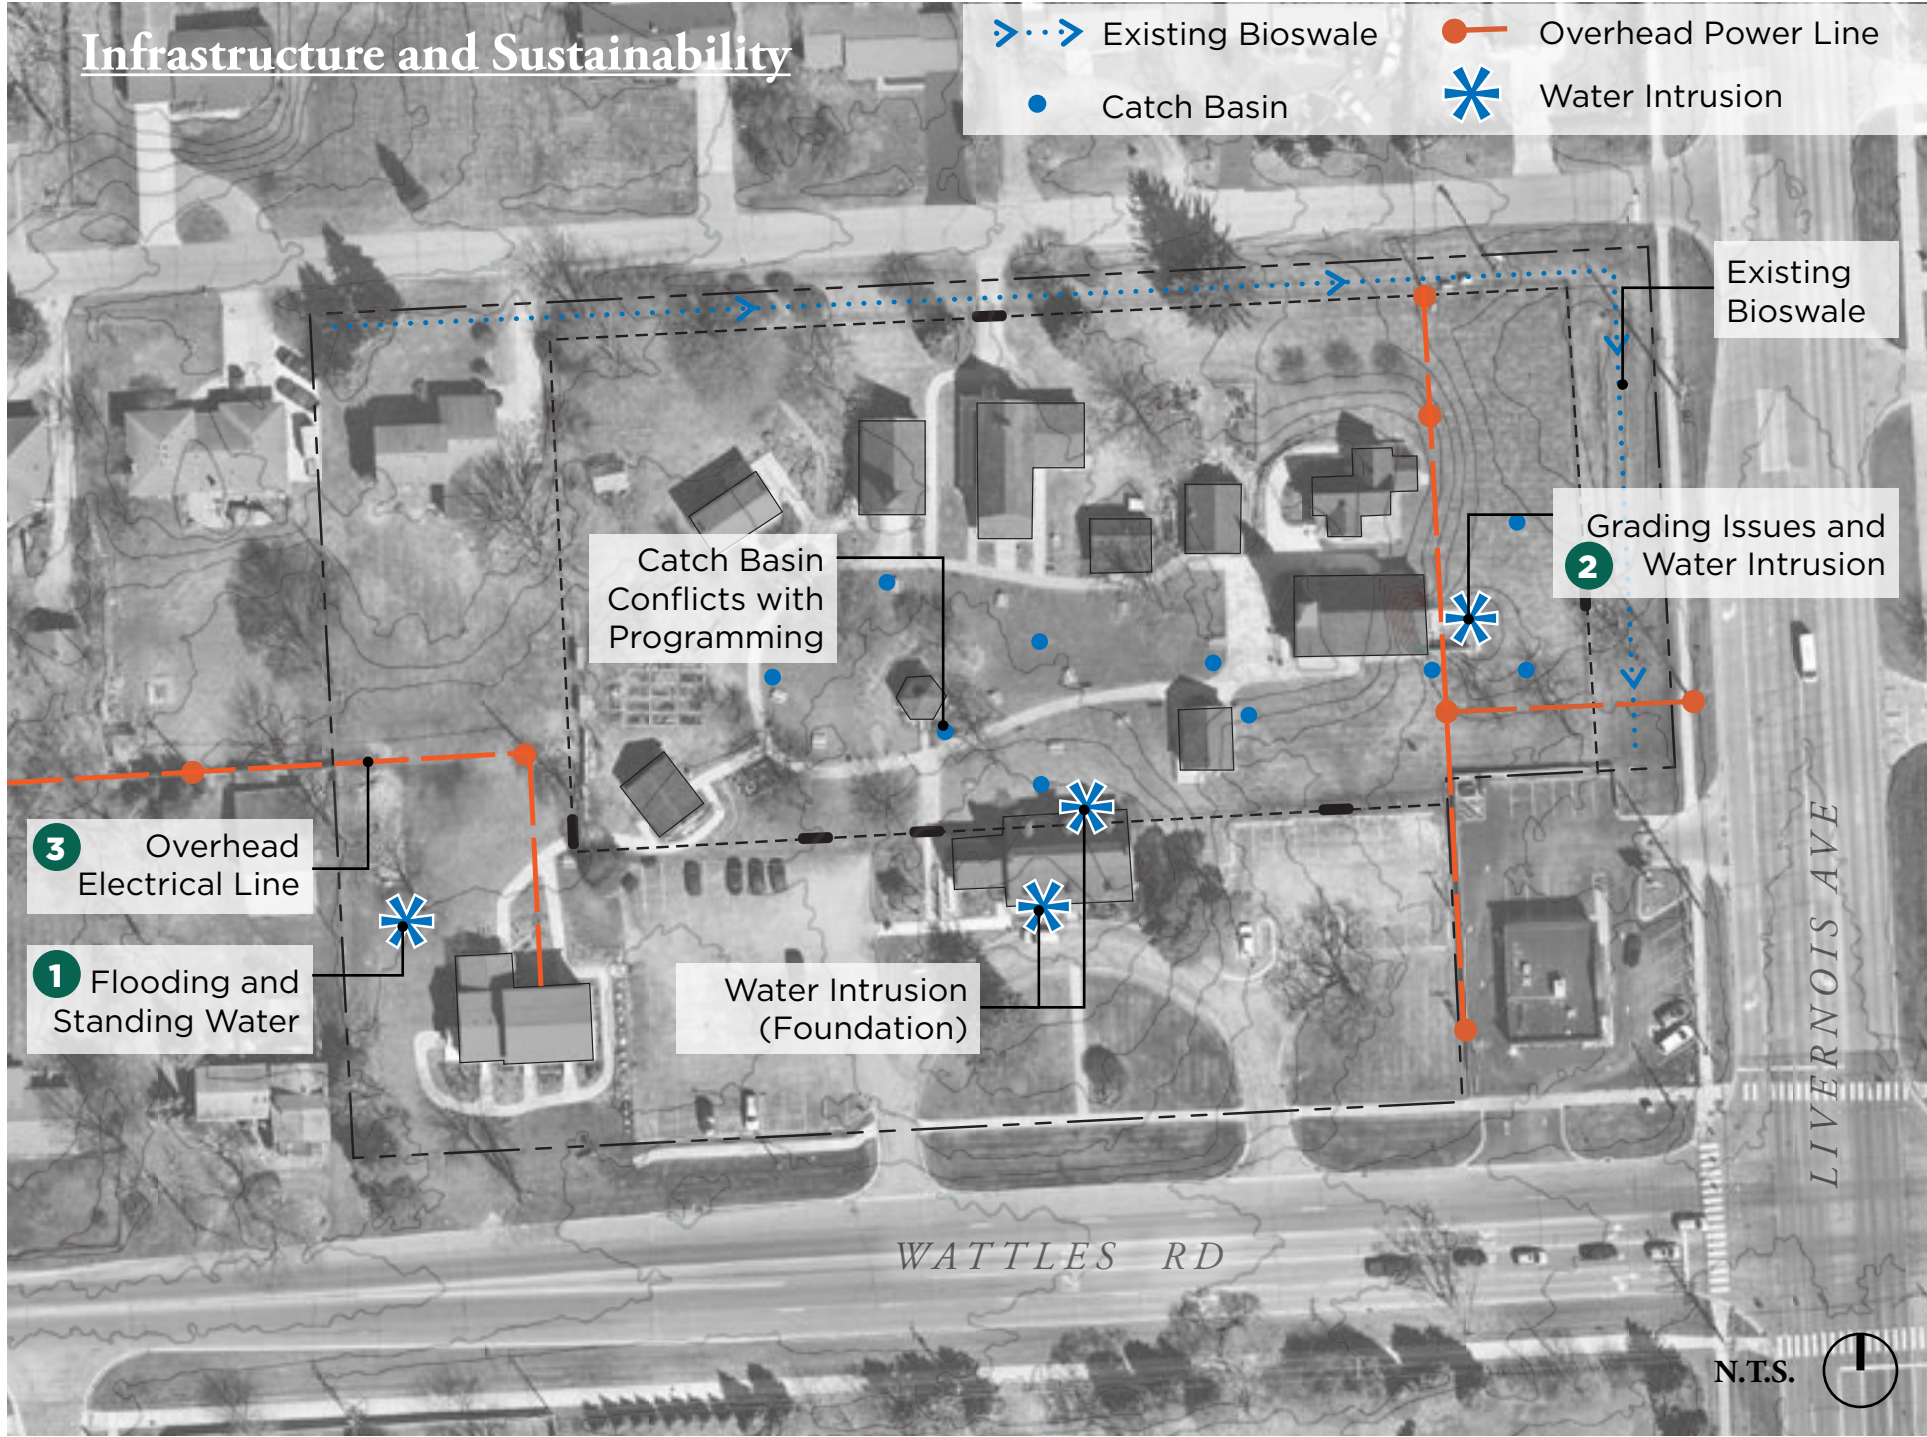 Infrastructure and Sustainability
Existing Bioswale
Overhead Power Line
Catch Basin
Water Intrusion
Existing
Bioswale
Grading Issues and
2 Water Intrusion
Catch Basin
Conflicts with
Programming
3 Overhead
Electrical Line
1 Flooding and
Standing Water
Water Intrusion
(Foundation)
LIVERNOIS AVE
WATTLES RD
N.T.S.